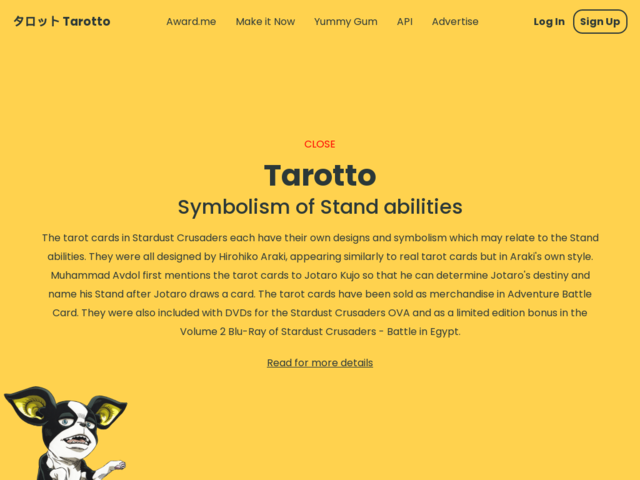 タロット Tarotto
Award.me
Make it Now
Yummy Gum
API
Advertise
Log In
Sign Up
CLOSE
Tarotto
Symbolism of Stand abilities
The tarot cards in Stardust Crusaders each have their own designs and symbolism which may relate to the Stand
abilities. They were all designed by Hirohiko Araki, appearing similarly to real tarot cards but in Araki's own style.
Muhammad Avdol first mentions the tarot cards to Jotaro Kujo so that he can determine Jotaro's destiny and
name his Stand after Jotaro draws a card. The tarot cards have been sold as merchandise in Adventure Battle
Card. They were also included with DVDs for the Stardust Crusaders OVA and as a limited edition bonus in the
Volume 2 Blu-Ray of Stardust Crusaders - Battle in Egypt.
Read for more details